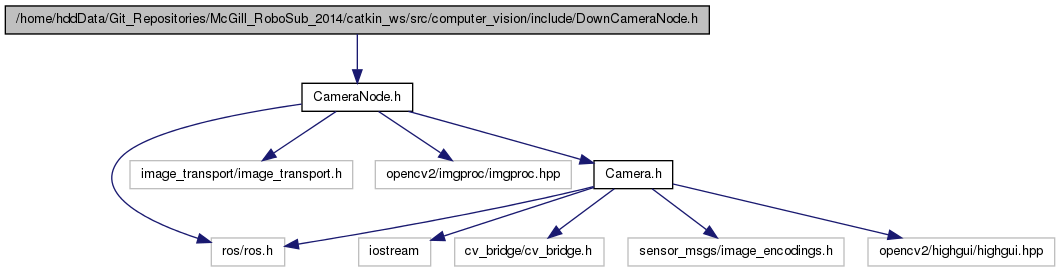 /home/hddData/Git_Repositories/McGill_RoboSub_2014/catkin_ws/src/computer_vision/include/DownCameraNode.h
CameraNode.h
image_transport/image_transport.h
opencv2/imgproc/imgproc.hpp
Camera.h
ros/ros.h
iostream
cv_bridge/cv_bridge.h
sensor_msgs/image_encodings.h
opencv2/highgui/highgui.hpp